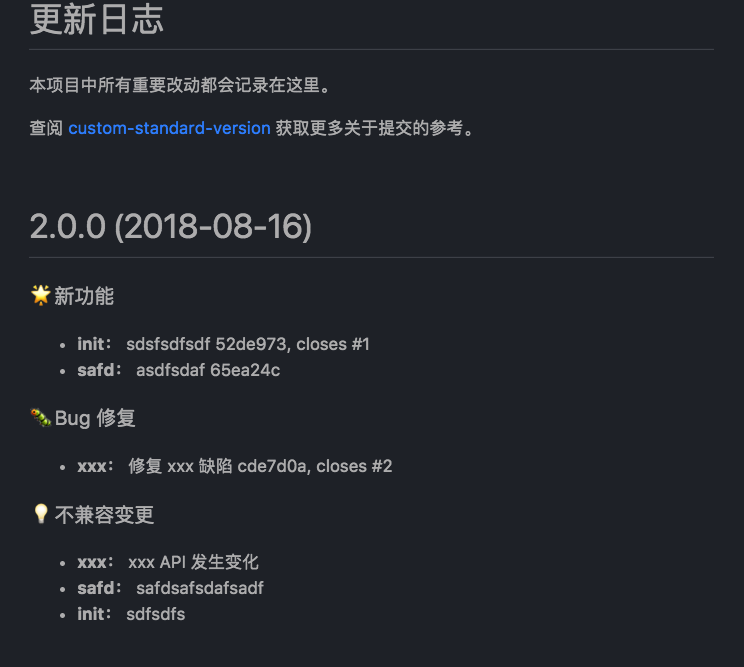 更新日志
本项目中所有重要改动都会记录在这里。
查阅 custom-standard-version 获取更多关于提交的参考。
2.0.0 (2018-08-16)
🌟新功能
• init： sdsfsdfsdf 52de973, closes #1
• safd： asdfsdaf 65ea24c
🐛Bug 修复
• xxx： 修复 xxx 缺陷 cde7d0a, closes #2
💡不兼容变更
• xxx： xxx API 发生变化
• safd： safdsafsdafsadf
• init： sdfsdfs